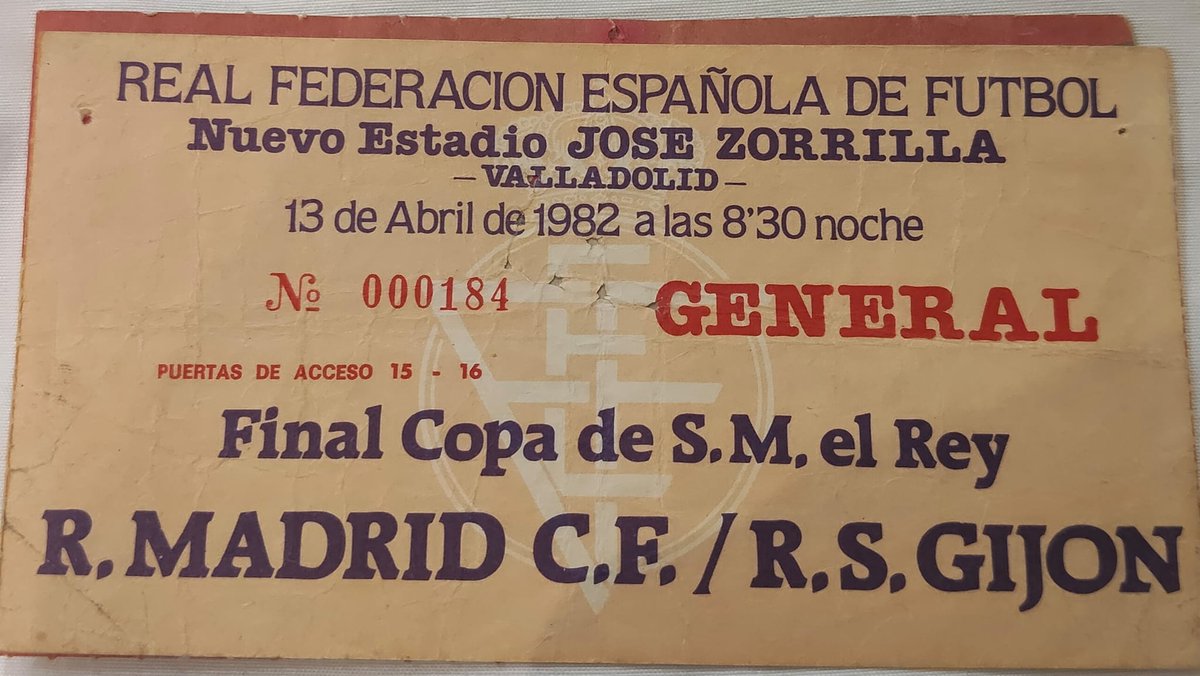 REAL FEDERACION ESPAÑOLA DE FUTBOL
Nuevo Estadio JOSE ZORRILLA
-VALLADOLID-
13 de Abril de 1982 a las 8'30 noche
Nº 000184 GENERAL
PUERTAS DE ACCESO 15 - 16
Final Copa de S.M. el Rey
R. MADRID C.F. / R.S. GIJON